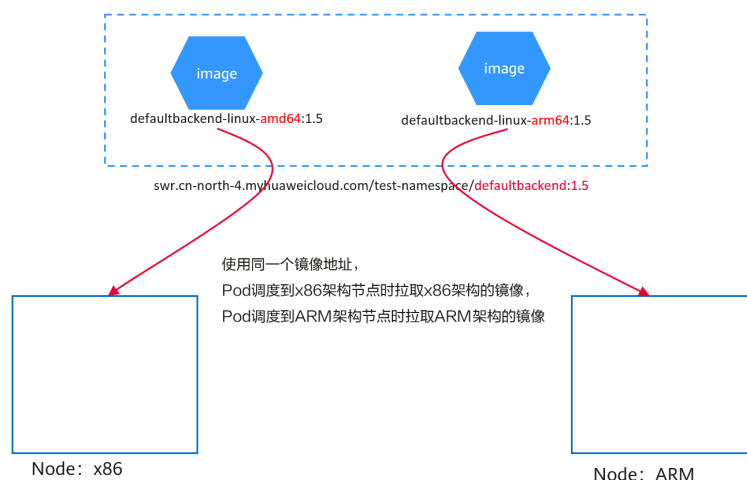 image
image
defaultbackend-linux-amd64:1.5
defaultbackend-linux-arm64:1.5
swr.cn-north-4.myhuaweicloud.com/test-namespace/defaultbackend:1.5
使用同一个镜像地址，
Pod调度到x86架构节点时拉取x86架构的镜像，
Pod调度到ARM架构节点时拉取ARM架构的镜像
Node：x86
Node：ARM